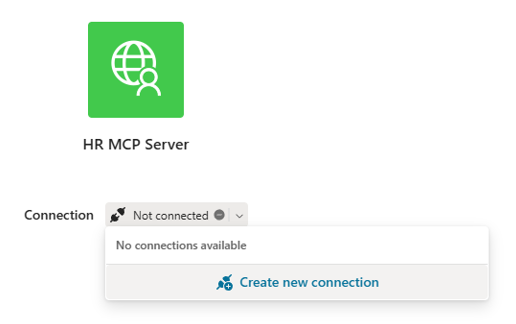 HR MCP Server
Connection Not connected
No connections available
Create new connection